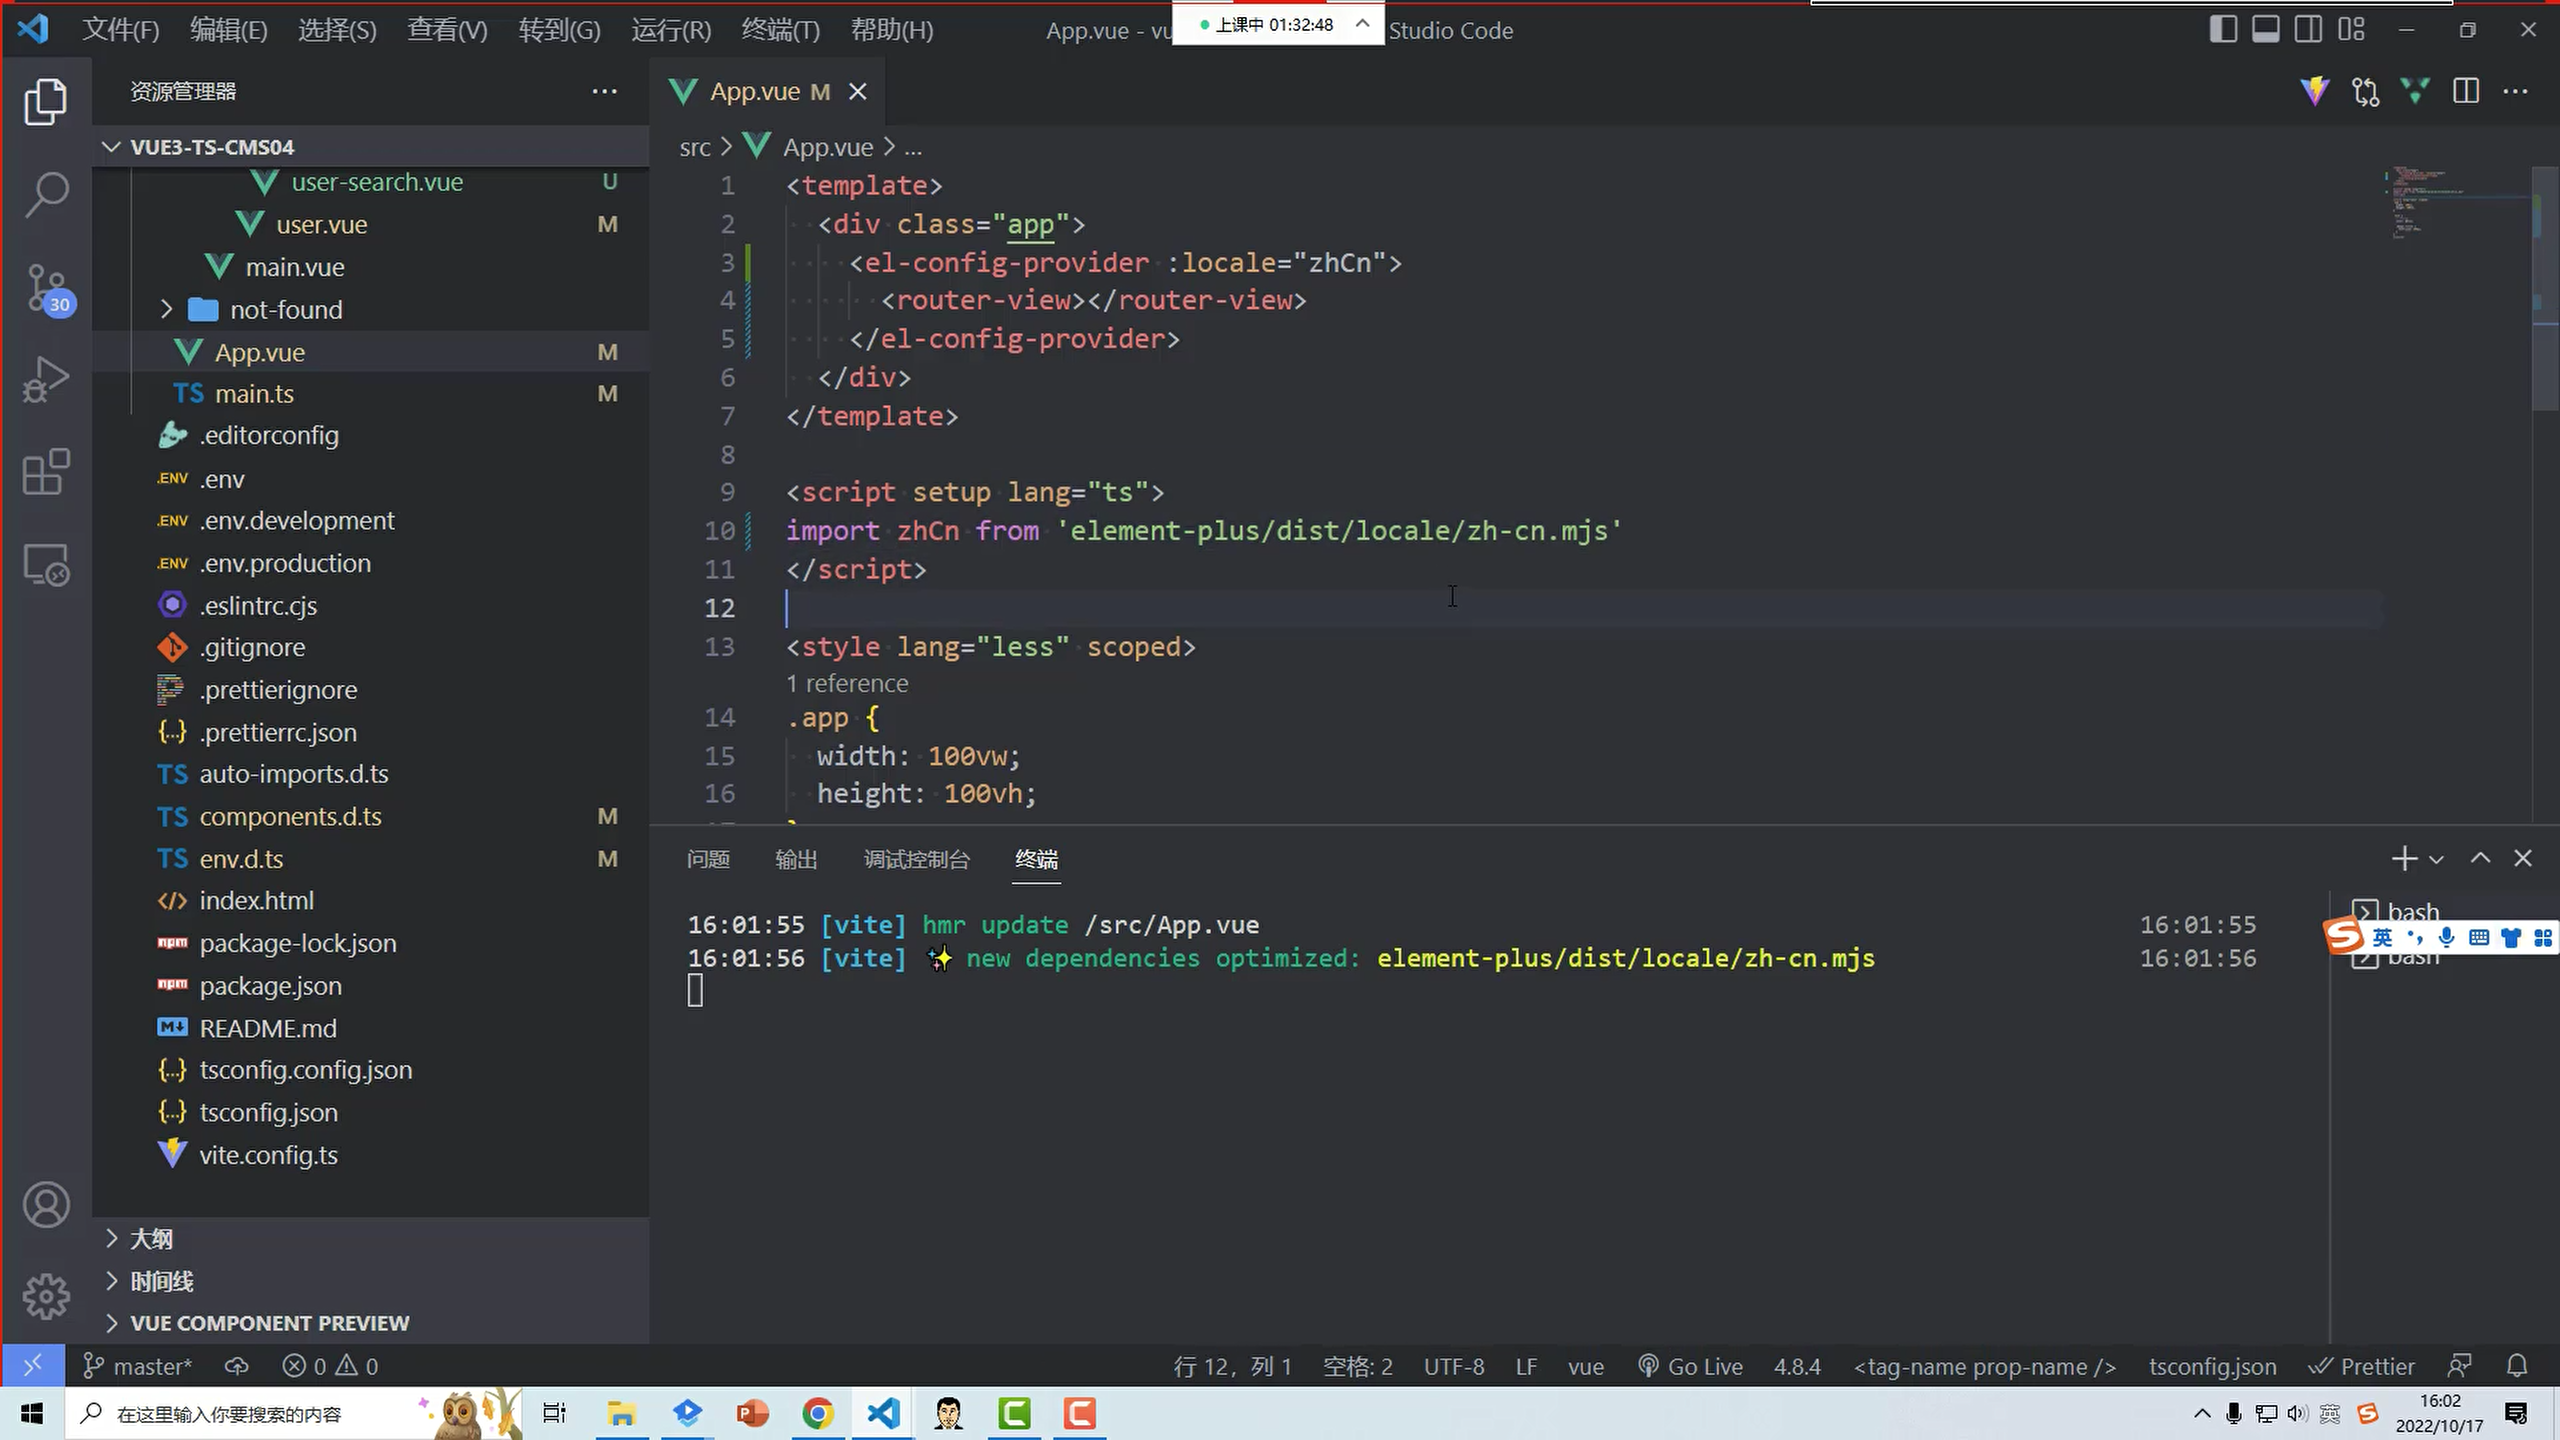 文件(F) 编辑(E) 选择(S) 查看(V) 转到(G) 运行(R) 终端(T) 帮助(H)
App.vue - vu
上课中 01:32:48
Studio Code
资源管理器
VUE3-TS-CMS04
user-search.vue U
user.vue M
main.vue
not-found
App.vue M
TS main.ts M
.editorconfig
.ENV .env
.ENV .env.development
.ENV .env.production
.eslintrc.cjs
.gitignore
.prettierignore
{..} .prettierrc.json
TS auto-imports.d.ts
TS components.d.ts M
TS env.d.ts M
</> index.html
npm package-lock.json
npm package.json
M README.md
{..} tsconfig.config.json
{..} tsconfig.json
vite.config.ts
大纲
时间线
VUE COMPONENT PREVIEW
30
App.vue M
src > App.vue > ...
1 <template>
2 <div class="app">
3 <el-config-provider :locale="zhCn">
4 <router-view></router-view>
5 </el-config-provider>
6 </div>
7 </template>
8
9 <script setup lang="ts">
10 import zhCn from 'element-plus/dist/locale/zh-cn.mjs'
11 </script>
12
13 <style lang="less" scoped>
1 reference
14 .app {
15 width: 100vw;
16 height: 100vh;
问题 输出 调试控制台 终端
16:01:55 [vite] hmr update /src/App.vue 16:01:55
16:01:56 [vite] ✨ new dependencies optimized: element-plus/dist/locale/zh-cn.mjs 16:01:56
bash
英
bash
master* 0 0
行 12，列 1 空格: 2 UTF-8 LF vue Go Live 4.8.4 <tag-name prop-name /> tsconfig.json Prettier
在这里输入你要搜索的内容
英
16:02
2022/10/17